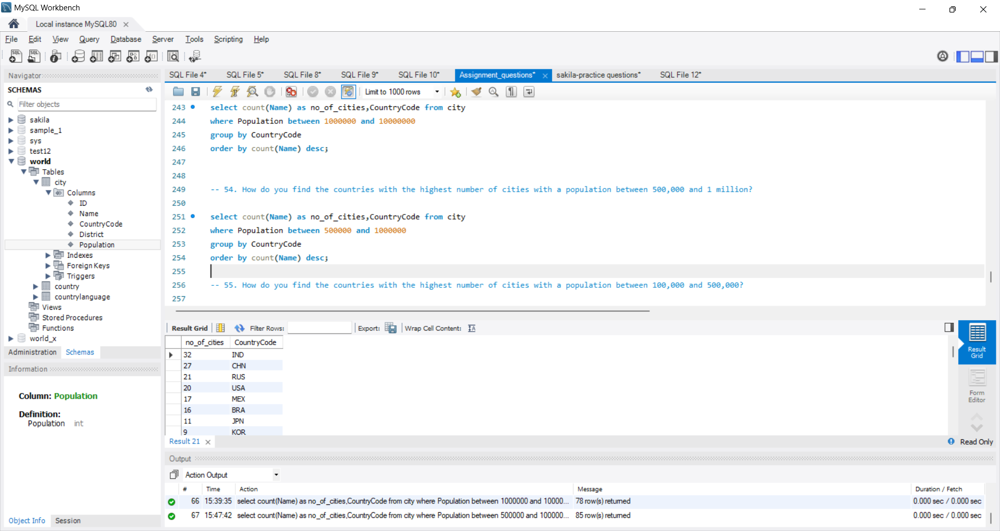 MySQL Workbench
Local instance MySQL80
File Edit View Query Database Server Tools Scripting Help
Navigator
SCHEMAS
Filter objects
sakila
sample_1
sys
test12
world
Tables
city
Columns
ID
Name
CountryCode
District
Population
Indexes
Foreign Keys
Triggers
country
countrylanguage
Views
Stored Procedures
Functions
world_x
Administration Schemas
Information
Column: Population
Definition:
Population int
Object Info Session
SQL File 4* SQL File 5* SQL File 8* SQL File 9* SQL File 10* Assignment_questions* sakila-practice questions* SQL File 12*
Limit to 1000 rows
243 select count(Name) as no_of_cities,CountryCode from city
244 where Population between 1000000 and 10000000
245 group by CountryCode
246 order by count(Name) desc;
247
248
249 -- 54. How do you find the countries with the highest number of cities with a population between 500,000 and 1 million?
250
251 select count(Name) as no_of_cities,CountryCode from city
252 where Population between 500000 and 1000000
253 group by CountryCode
254 order by count(Name) desc;
255
256 -- 55. How do you find the countries with the highest number of cities with a population between 100,000 and 500,000?
257
Result Grid Filter Rows: Export: Wrap Cell Content:
no_of_cities CountryCode
32 IND
27 CHN
21 RUS
20 USA
17 MEX
16 BRA
11 JPN
9 KOR
Result Grid
Form Editor
Result 21
Read Only
Output
Action Output
# Time Action Message Duration / Fetch
66 15:39:35 select count(Name) as no_of_cities,CountryCode from city where Population between 1000000 and 10000... 78 row(s) returned 0.000 sec / 0.000 sec
67 15:47:42 select count(Name) as no_of_cities,CountryCode from city where Population between 500000 and 100000... 85 row(s) returned 0.000 sec / 0.000 sec